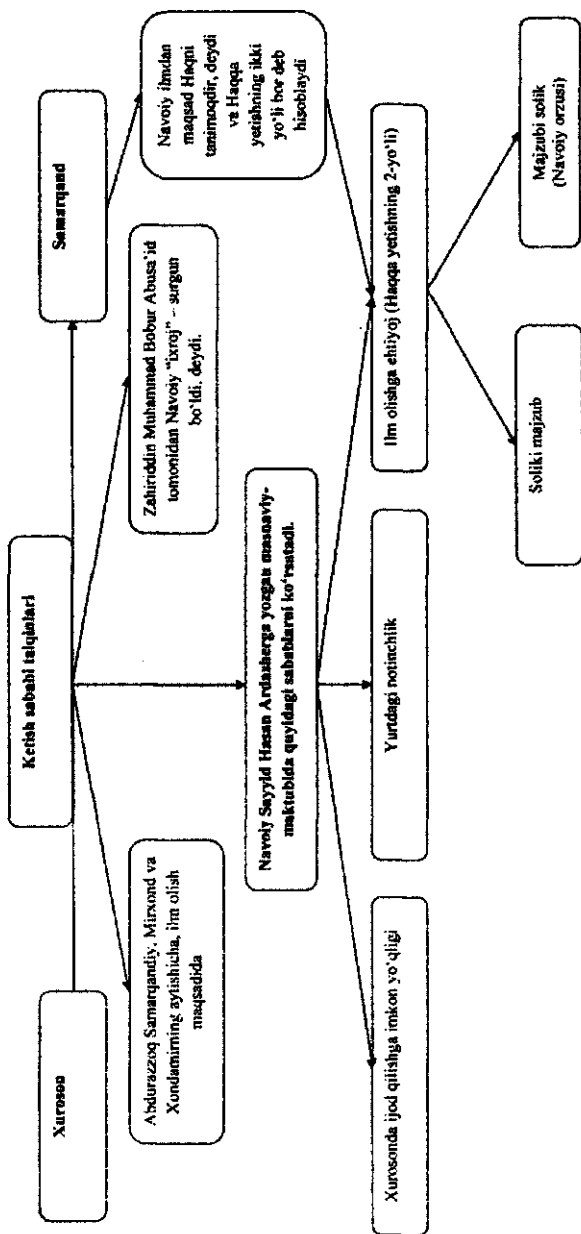 Xuroson
Ketish sababi talqinlari
Samarqand
Abdurazzoq Samarqandiy, Mirxond va
Xondamirning aytishicha, ilm olish
maqsadida
Zahiriddin Muhammad Bobur Abusa'id
tomonidan Navoiy "ixroj" – surgun
bo'ldi, deydi.
Navoiy ilmdan
maqsad Haqni
tanimoqdir, deydi
va Haqqa
yetishning ikki
yo'li bor deb
hisoblaydi
Navoiy Sayyid Hasan Ardasherga yozgan masnaviy-
maktubida quyidagi sabablarni ko'rsatadi.
Xurosonda ijod qilishga imkon yo'qligi
Yurtdagi notinchlik
Ilm olishga ehtiyoj (Haqqa yetishning 2-yo'li)
Soliki majzub
Majzubi solik
(Navoiy orzusi)